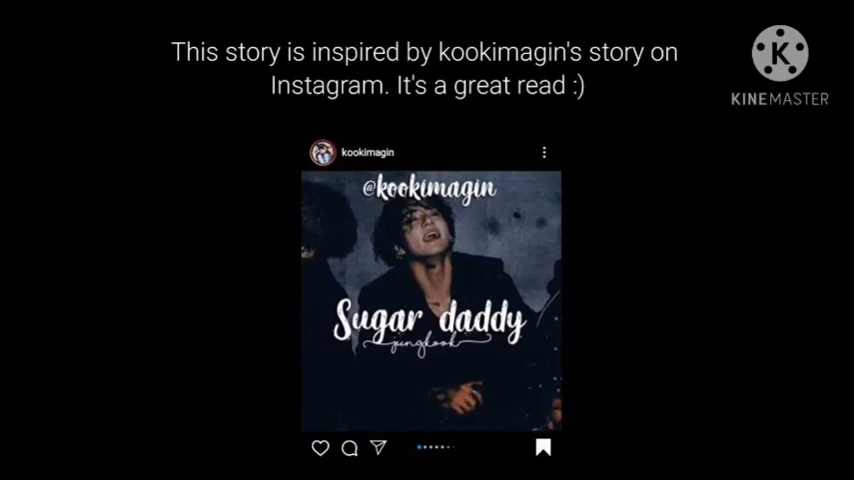 This story is inspired by kookimagin's story on
Instagram. It's a great read :)
KINEMASTER
kookimagin
@kookimagin
Sugar daddy
jungkook